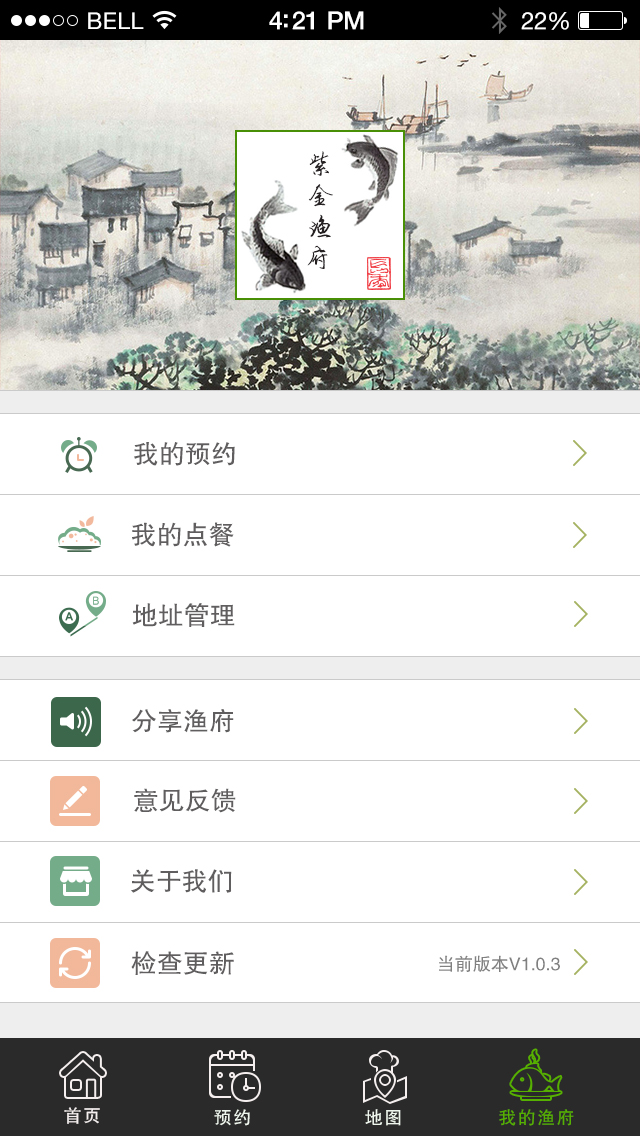 BELL
4:21 PM
22%
紫金渔府
我的预约
我的点餐
A
B
地址管理
分享渔府
意见反馈
关于我们
检查更新
当前版本V1.0.3
首页
预约
地图
我的渔府